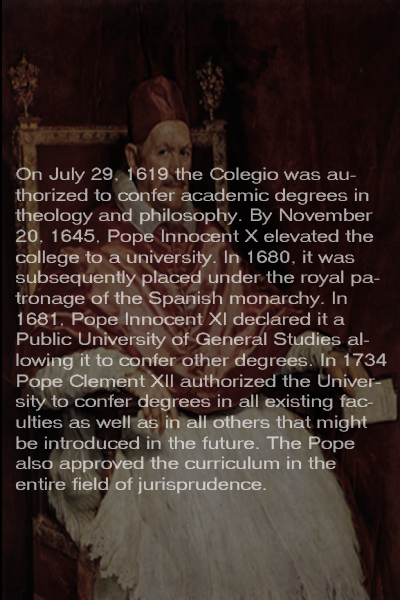 On July 29, 1619 the Colegio was au-
thorized to confer academic degrees in
theology and philosophy. By November
20, 1645, Pope Innocent X elevated the
college to a university. In 1680, it was
subsequently placed under the royal pa-
tronage of the Spanish monarchy. In
1681, Pope Innocent XI declared it a
Public University of General Studies al-
lowing it to confer other degrees. In 1734
Pope Clement XII authorized the Univer-
sity to confer degrees in all existing fac-
ulties as well as in all others that might
be introduced in the future. The Pope
also approved the curriculum in the
entire field of jurisprudence.